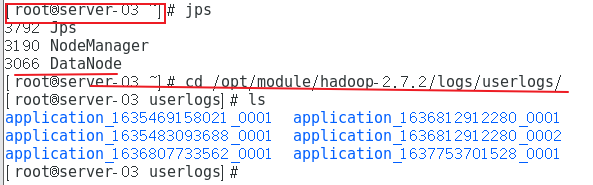 [root@server-03 ~]# jps
3792 Jps
3190 NodeManager
3066 DataNode
[root@server-03 ~]# cd /opt/module/hadoop-2.7.2/logs/userlogs/
[root@server-03 userlogs]# ls
application_1635469158021_0001 application_1636812912280_0001
application_1635483093688_0001 application_1636812912280_0002
application_1636807733562_0001 application_1637753701528_0001
[root@server-03 userlogs]#